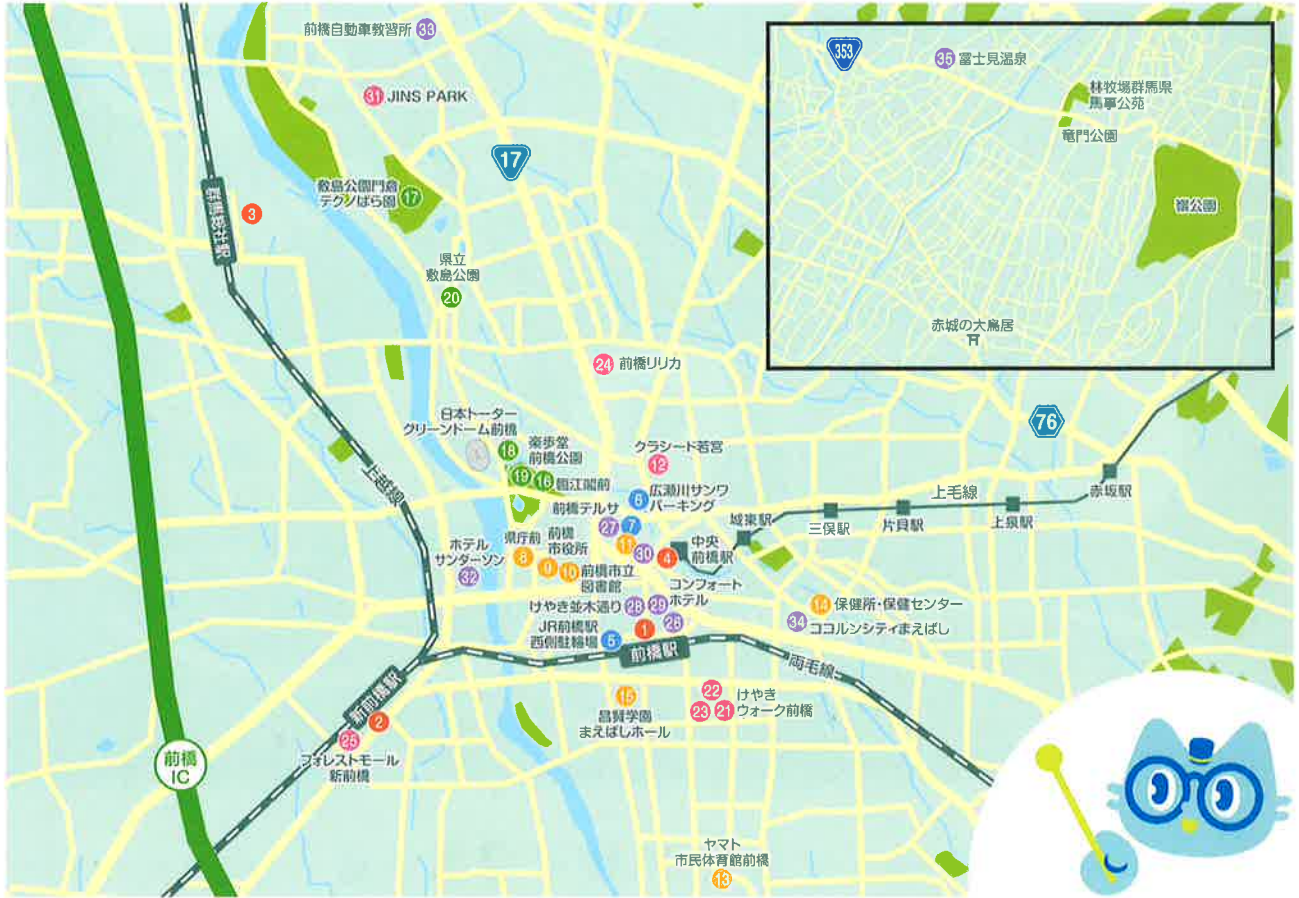 前橋自動車教習所 33
31 JINS PARK
17
敷島公園門倉
テクノばら園 17
群馬総社駅
3
県立
敷島公園
20
24 前橋リリカ
353
35 富士見温泉
林牧場群馬県
馬事公苑
竜門公園
嶺公園
赤城の大鳥居
76
日本トーター
グリーンドーム前橋
18
楽歩堂
前橋公園
19 16 臨江閣前
クラシード若宮
12
6 広瀬川サンワ
パーキング
前橋テルサ
27 7
11
30 4
中央
前橋駅
城東駅
三俣駅
片貝駅
上毛線
上泉駅
赤坂駅
上越線
県庁前
8
前橋
市役所
9
10 前橋市立
図書館
ホテル
サンダーソン
32
コンフォート
ホテル
けやき並木通り 28 29
26
JR前橋駅
西側駐輪場 5
1
前橋駅
14 保健所・保健センター
34 ココルンシティまえばし
両毛線
新前橋駅
2
25
フォレストモール
新前橋
前橋
IC
15
昌賢学園
まえばしホール
22
23 21
けやき
ウォーク前橋
ヤマト
市民体育館前橋
13